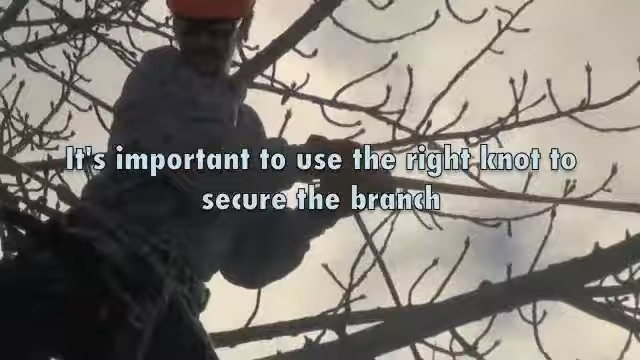 It's important to use the right knot to
secure the branch